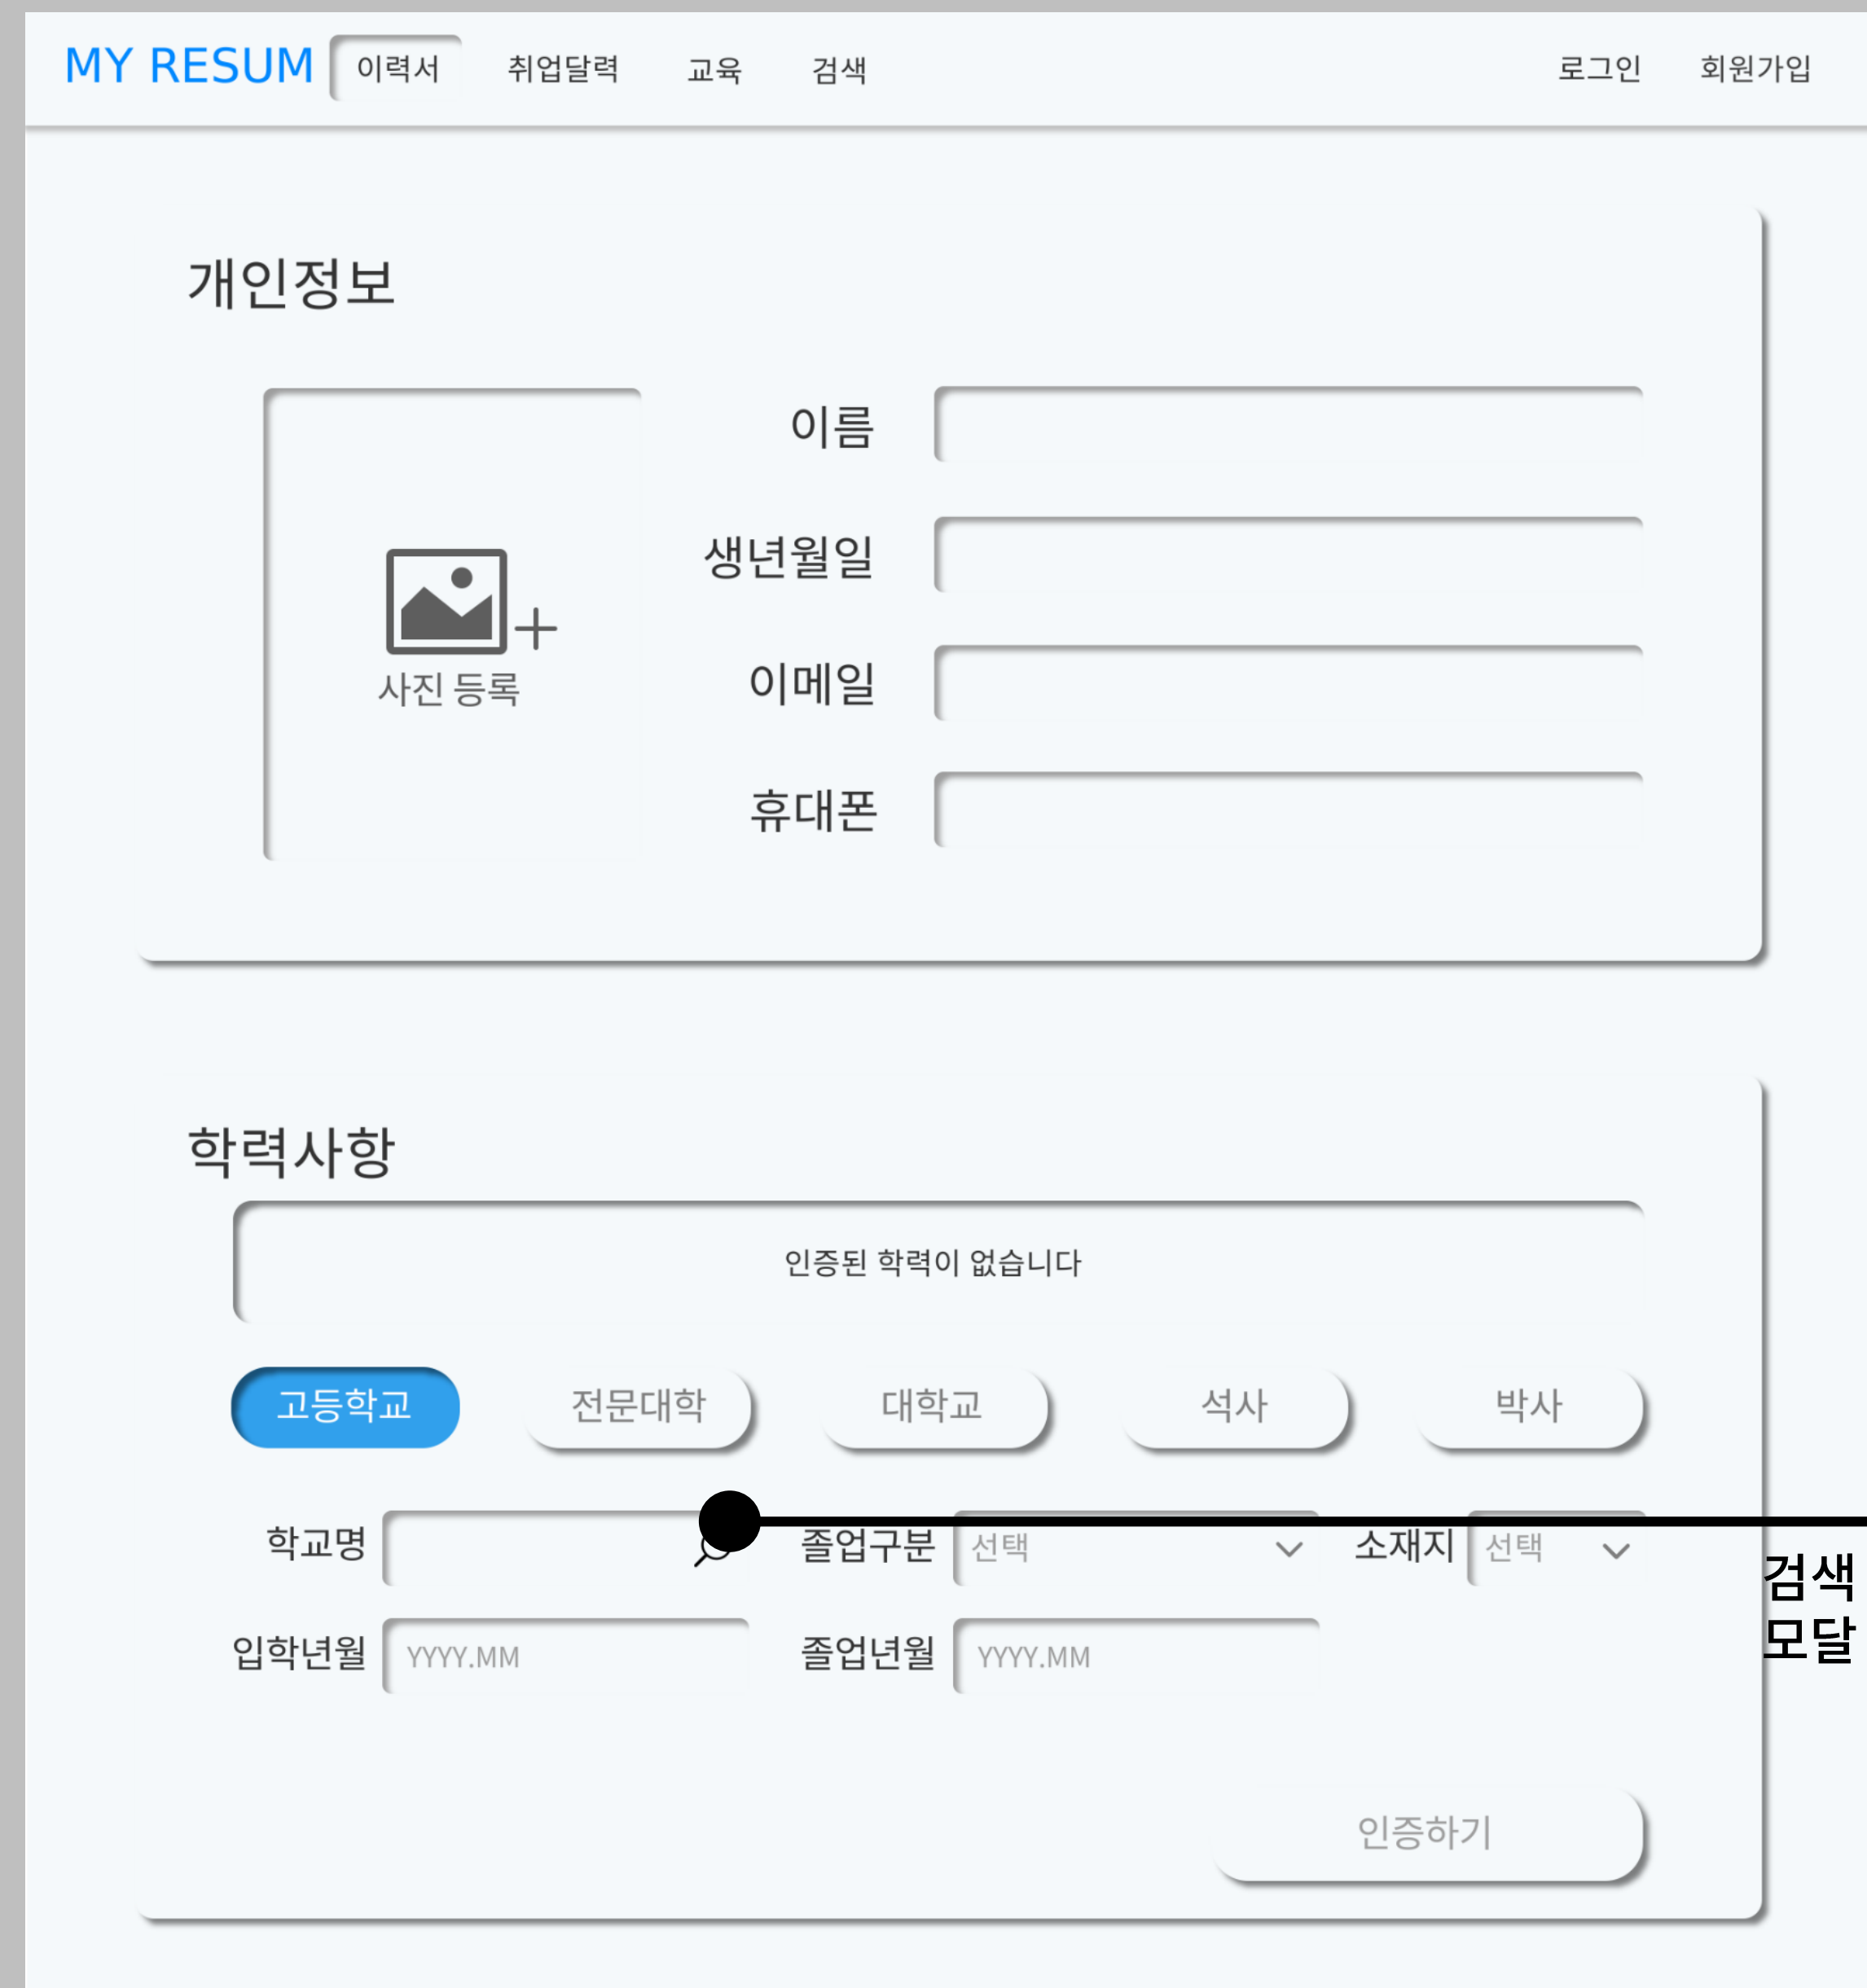 MY RESUM 이력서 취업달력 교육 검색 로그인 회원가입
개인정보
사진 등록
이름
생년월일
이메일
휴대폰
학력사항
인증된 학력이 없습니다
고등학교 전문대학 대학교 석사 박사
학교명 졸업구분 선택 소재지 선택
검색
모달
입학년월 YYYY.MM 졸업년월 YYYY.MM
인증하기